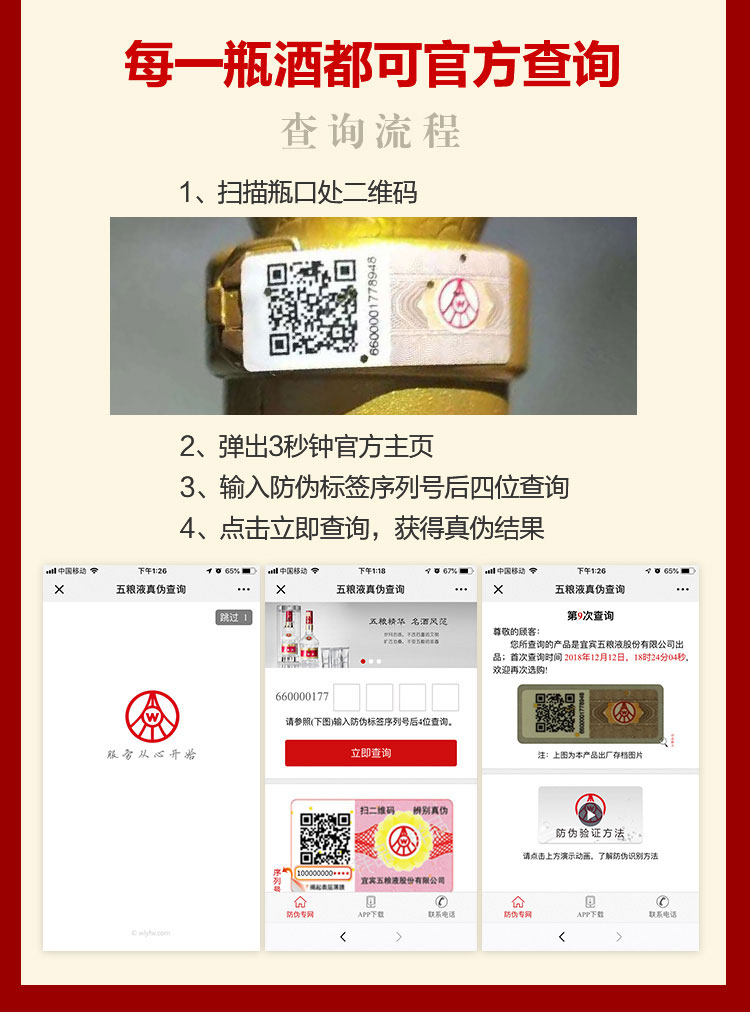 每一瓶酒都可官方查询
查询流程
1、扫描瓶口处二维码
6600001778948
2、弹出3秒钟官方主页
3、输入防伪标签序列号后四位查询
4、点击立即查询，获得真伪结果
中国移动 下午1:26 65%
五粮液真伪查询
跳过 1
W
服务从心开始
© wlyfw.com
中国移动 下午1:18 67%
五粮液真伪查询
五粮精华 名酒风范
660000177
请参照(下图)输入防伪标签序列号后4位查询。
立即查询
扫二维码 辨别真伪
序列号
100000000••••
宜宾五粮液股份有限公司
防伪专网 APP下载 联系电话
中国移动 下午1:26 65%
五粮液真伪查询
第9次查询
尊敬的顾客：
您所查询的产品是宜宾五粮液股份有限公司出
品；首次查询时间 2018年12月12日，18时24分04秒，
欢迎再次选购!
6600001778948
注：上图为本产品出厂存档图片
防伪验证方法
请点击上方演示动画，了解防伪识别方法
防伪专网 APP下载 联系电话